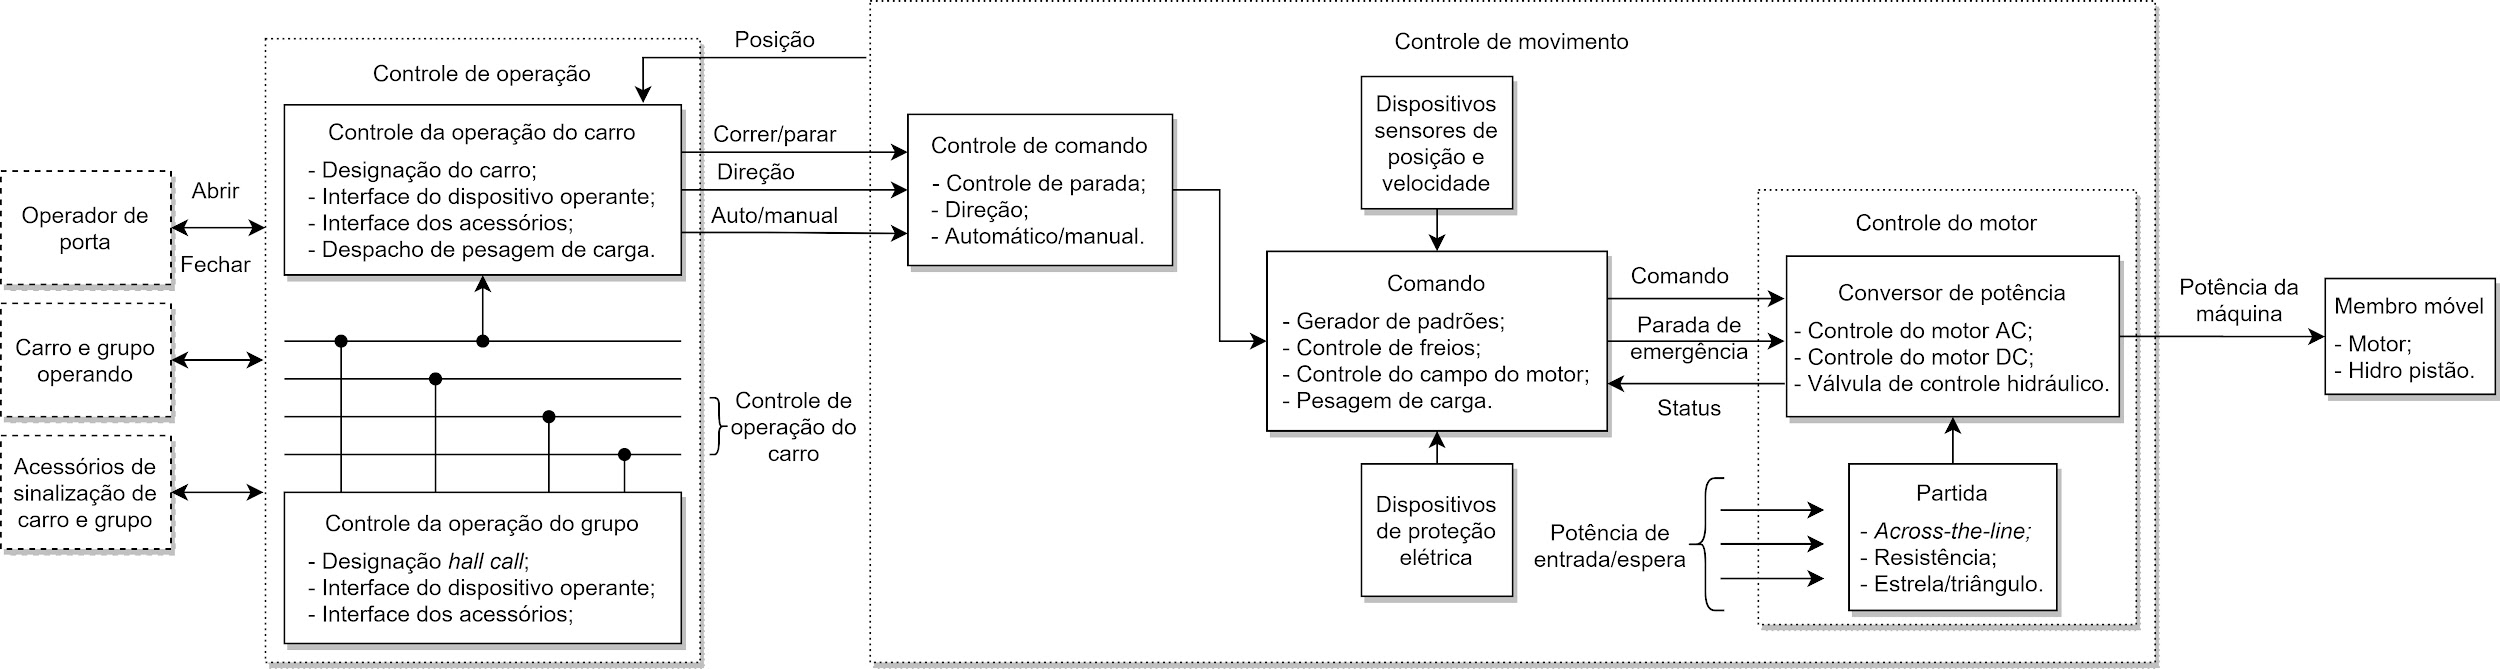 Operador de
porta
Abrir
Fechar
Carro e grupo
operando
Acessórios de
sinalização de
carro e grupo
Controle de operação
Controle da operação do carro
- Designação do carro;
- Interface do dispositivo operante;
- Interface dos acessórios;
- Despacho de pesagem de carga.
Controle de
operação do
carro
Controle da operação do grupo
- Designação hall call;
- Interface do dispositivo operante;
- Interface dos acessórios;
Posição
Correr/parar
Direção
Auto/manual
Controle de movimento
Controle de comando
- Controle de parada;
- Direção;
- Automático/manual.
Dispositivos
sensores de
posição e
velocidade
Comando
- Gerador de padrões;
- Controle de freios;
- Controle do campo do motor;
- Pesagem de carga.
Dispositivos
de proteção
elétrica
Comando
Parada de
emergência
Status
Controle do motor
Conversor de potência
- Controle do motor AC;
- Controle do motor DC;
- Válvula de controle hidráulico.
Potência de
entrada/espera
Partida
- Across-the-line;
- Resistência;
- Estrela/triângulo.
Potência da
máquina
Membro móvel
- Motor;
- Hidro pistão.